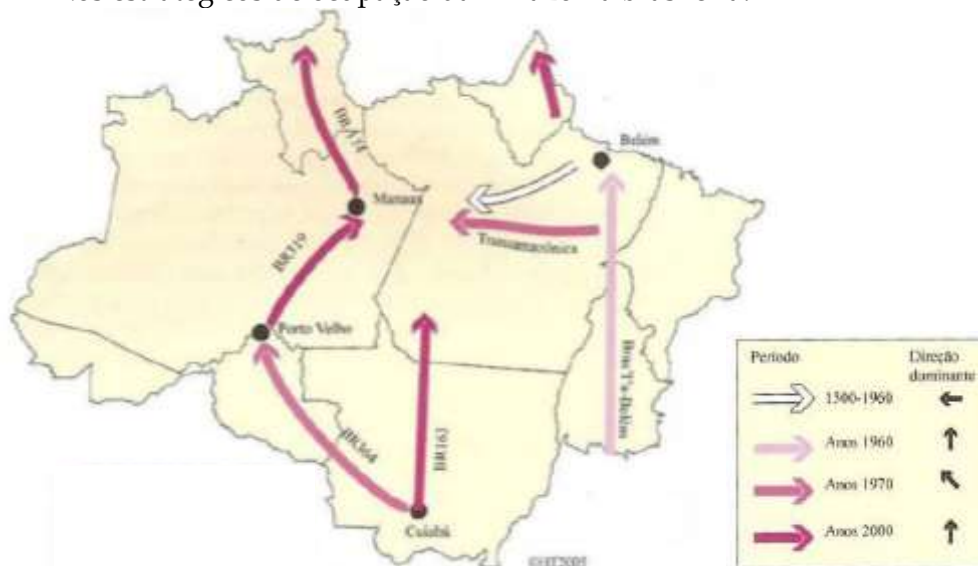 BR174
Belém
Manaus
Transamazônica
BR319
Porto Velho
BR364
BR163
Cuiabá
Período
Direção
dominante
1500-1960
Anos 1960
Anos 1970
Anos 2000